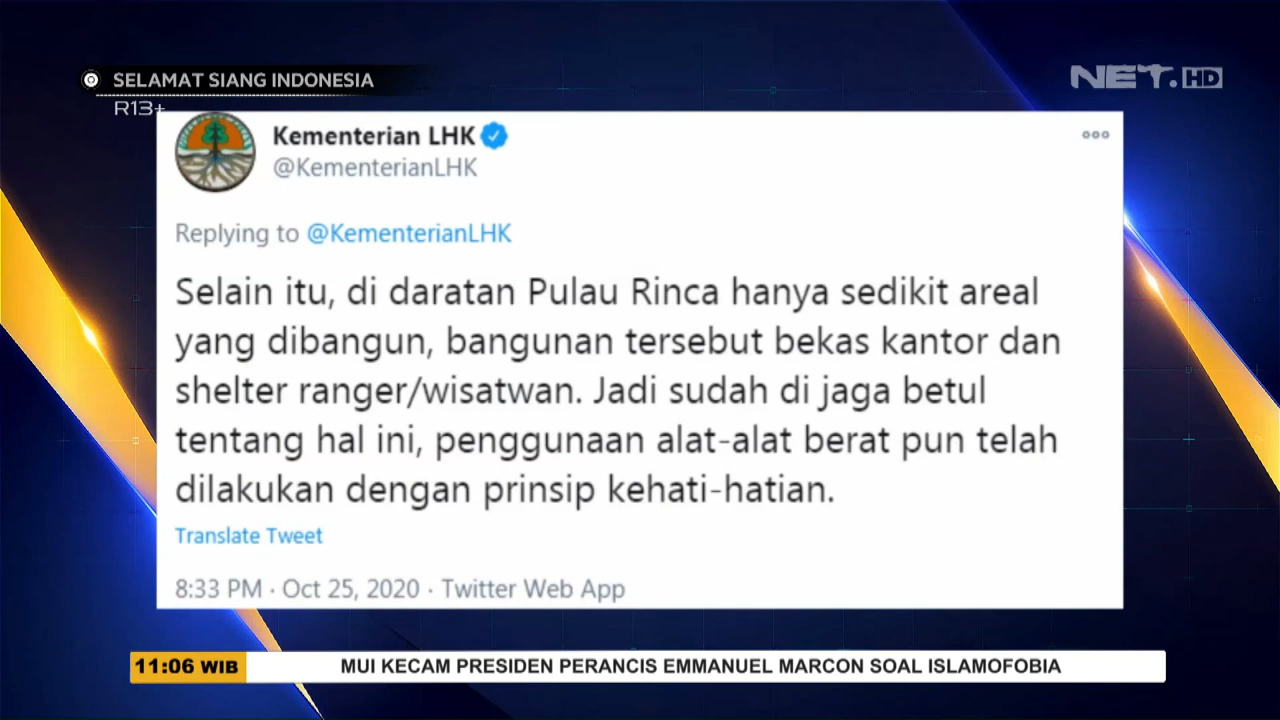 SELAMAT SIANG INDONESIA
NET. HD
R13+
Kementerian LHK
@KementerianLHK
Replying to @KementerianLHK
Selain itu, di daratan Pulau Rinca hanya sedikit areal
yang dibangun, bangunan tersebut bekas kantor dan
shelter ranger/wisatwan. Jadi sudah di jaga betul
tentang hal ini, penggunaan alat-alat berat pun telah
dilakukan dengan prinsip kehati-hatian.
Translate Tweet
8:33 PM · Oct 25, 2020 · Twitter Web App
11:06 WIB MUI KECAM PRESIDEN PERANCIS EMMANUEL MARCON SOAL ISLAMOFOBIA